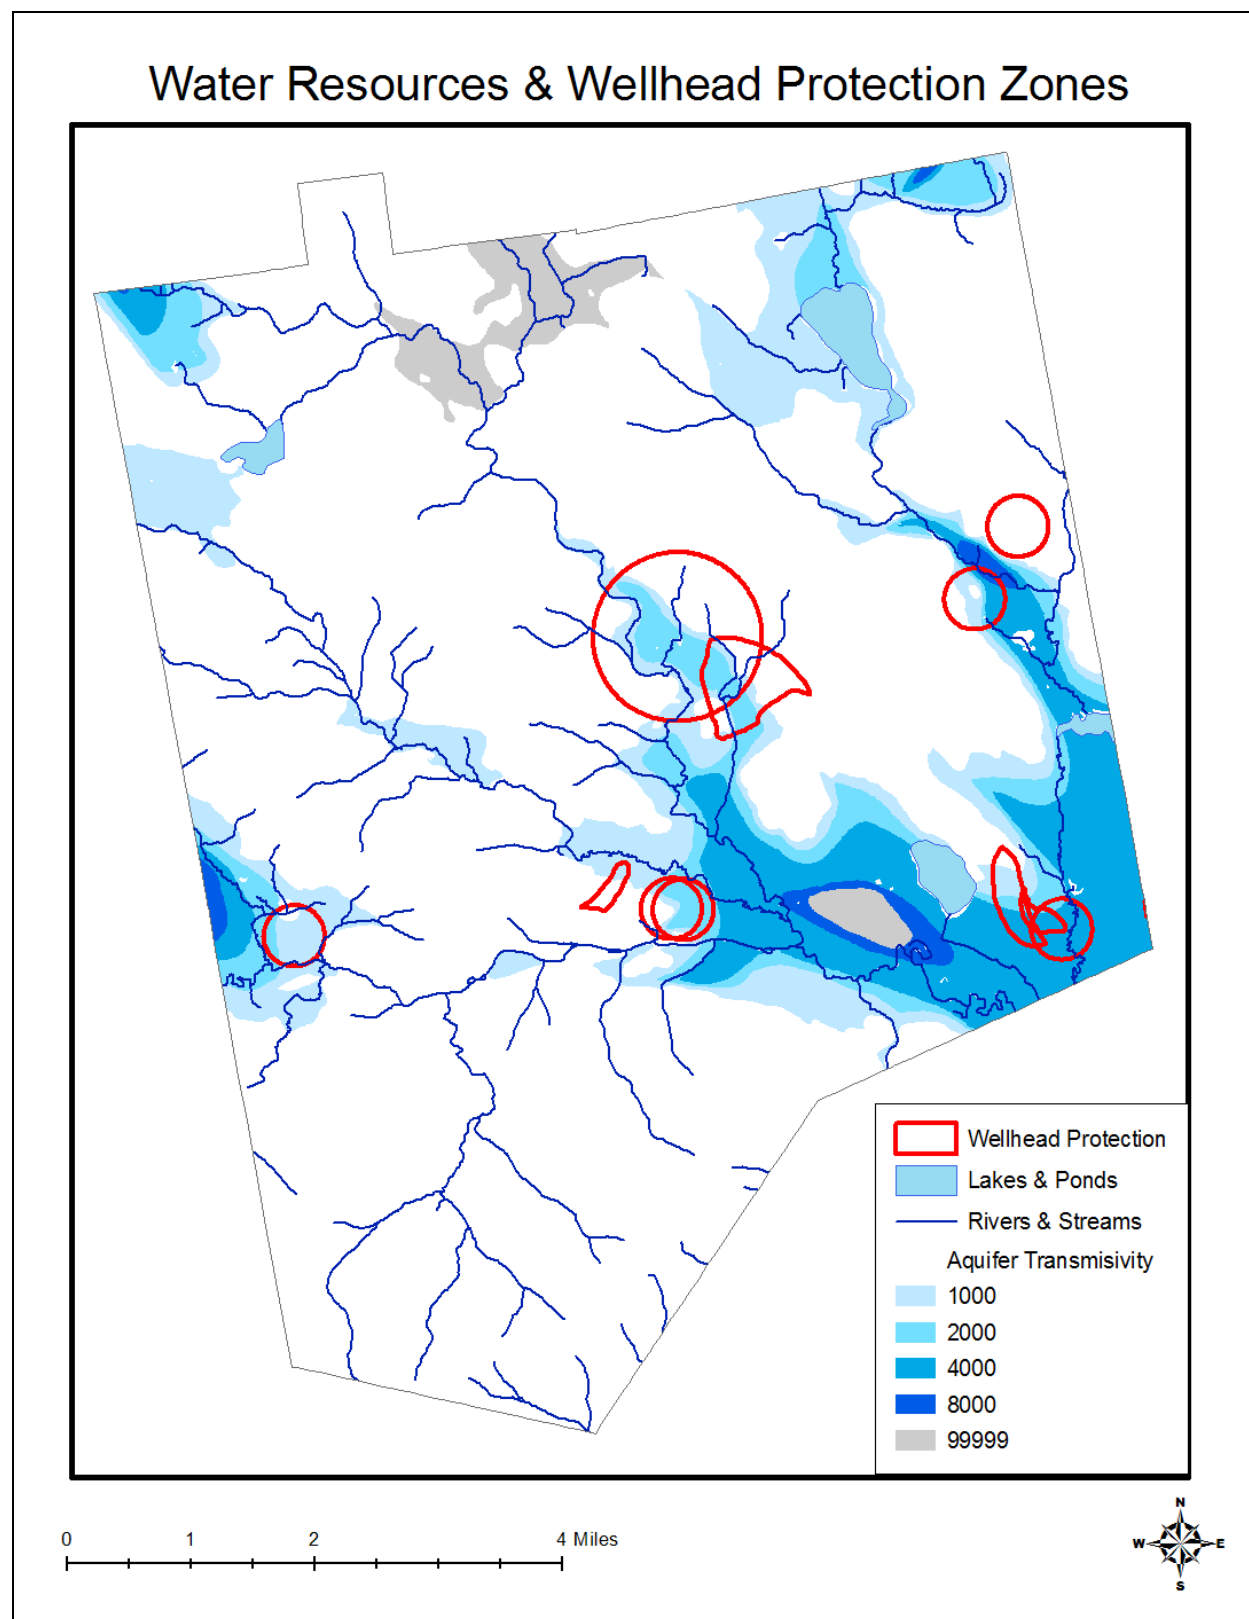 Water Resources & Wellhead Protection Zones
Wellhead Protection
Lakes & Ponds
Rivers & Streams
Aquifer Transmisivity
1000
2000
4000
8000
99999
0 1 2 4 Miles
N
W E
S